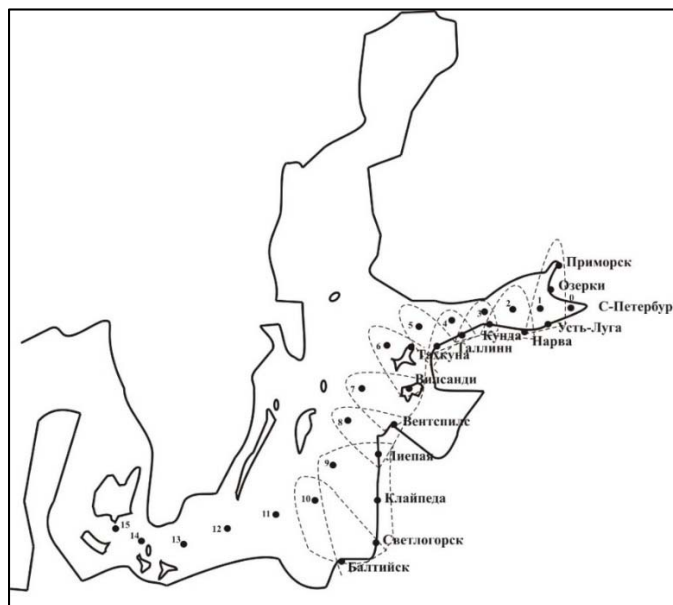 Приморск
Озерки
0
1
2
С-Петербур
3
4
5
Усть-Луга
Кунда
Нарва
Таллинн
6
Тахкуна
7
Вилсанди
8
Вентспилс
Лиепая
9
10
Клайпеда
11
12
15
14
13
Светлогорск
Балтийск